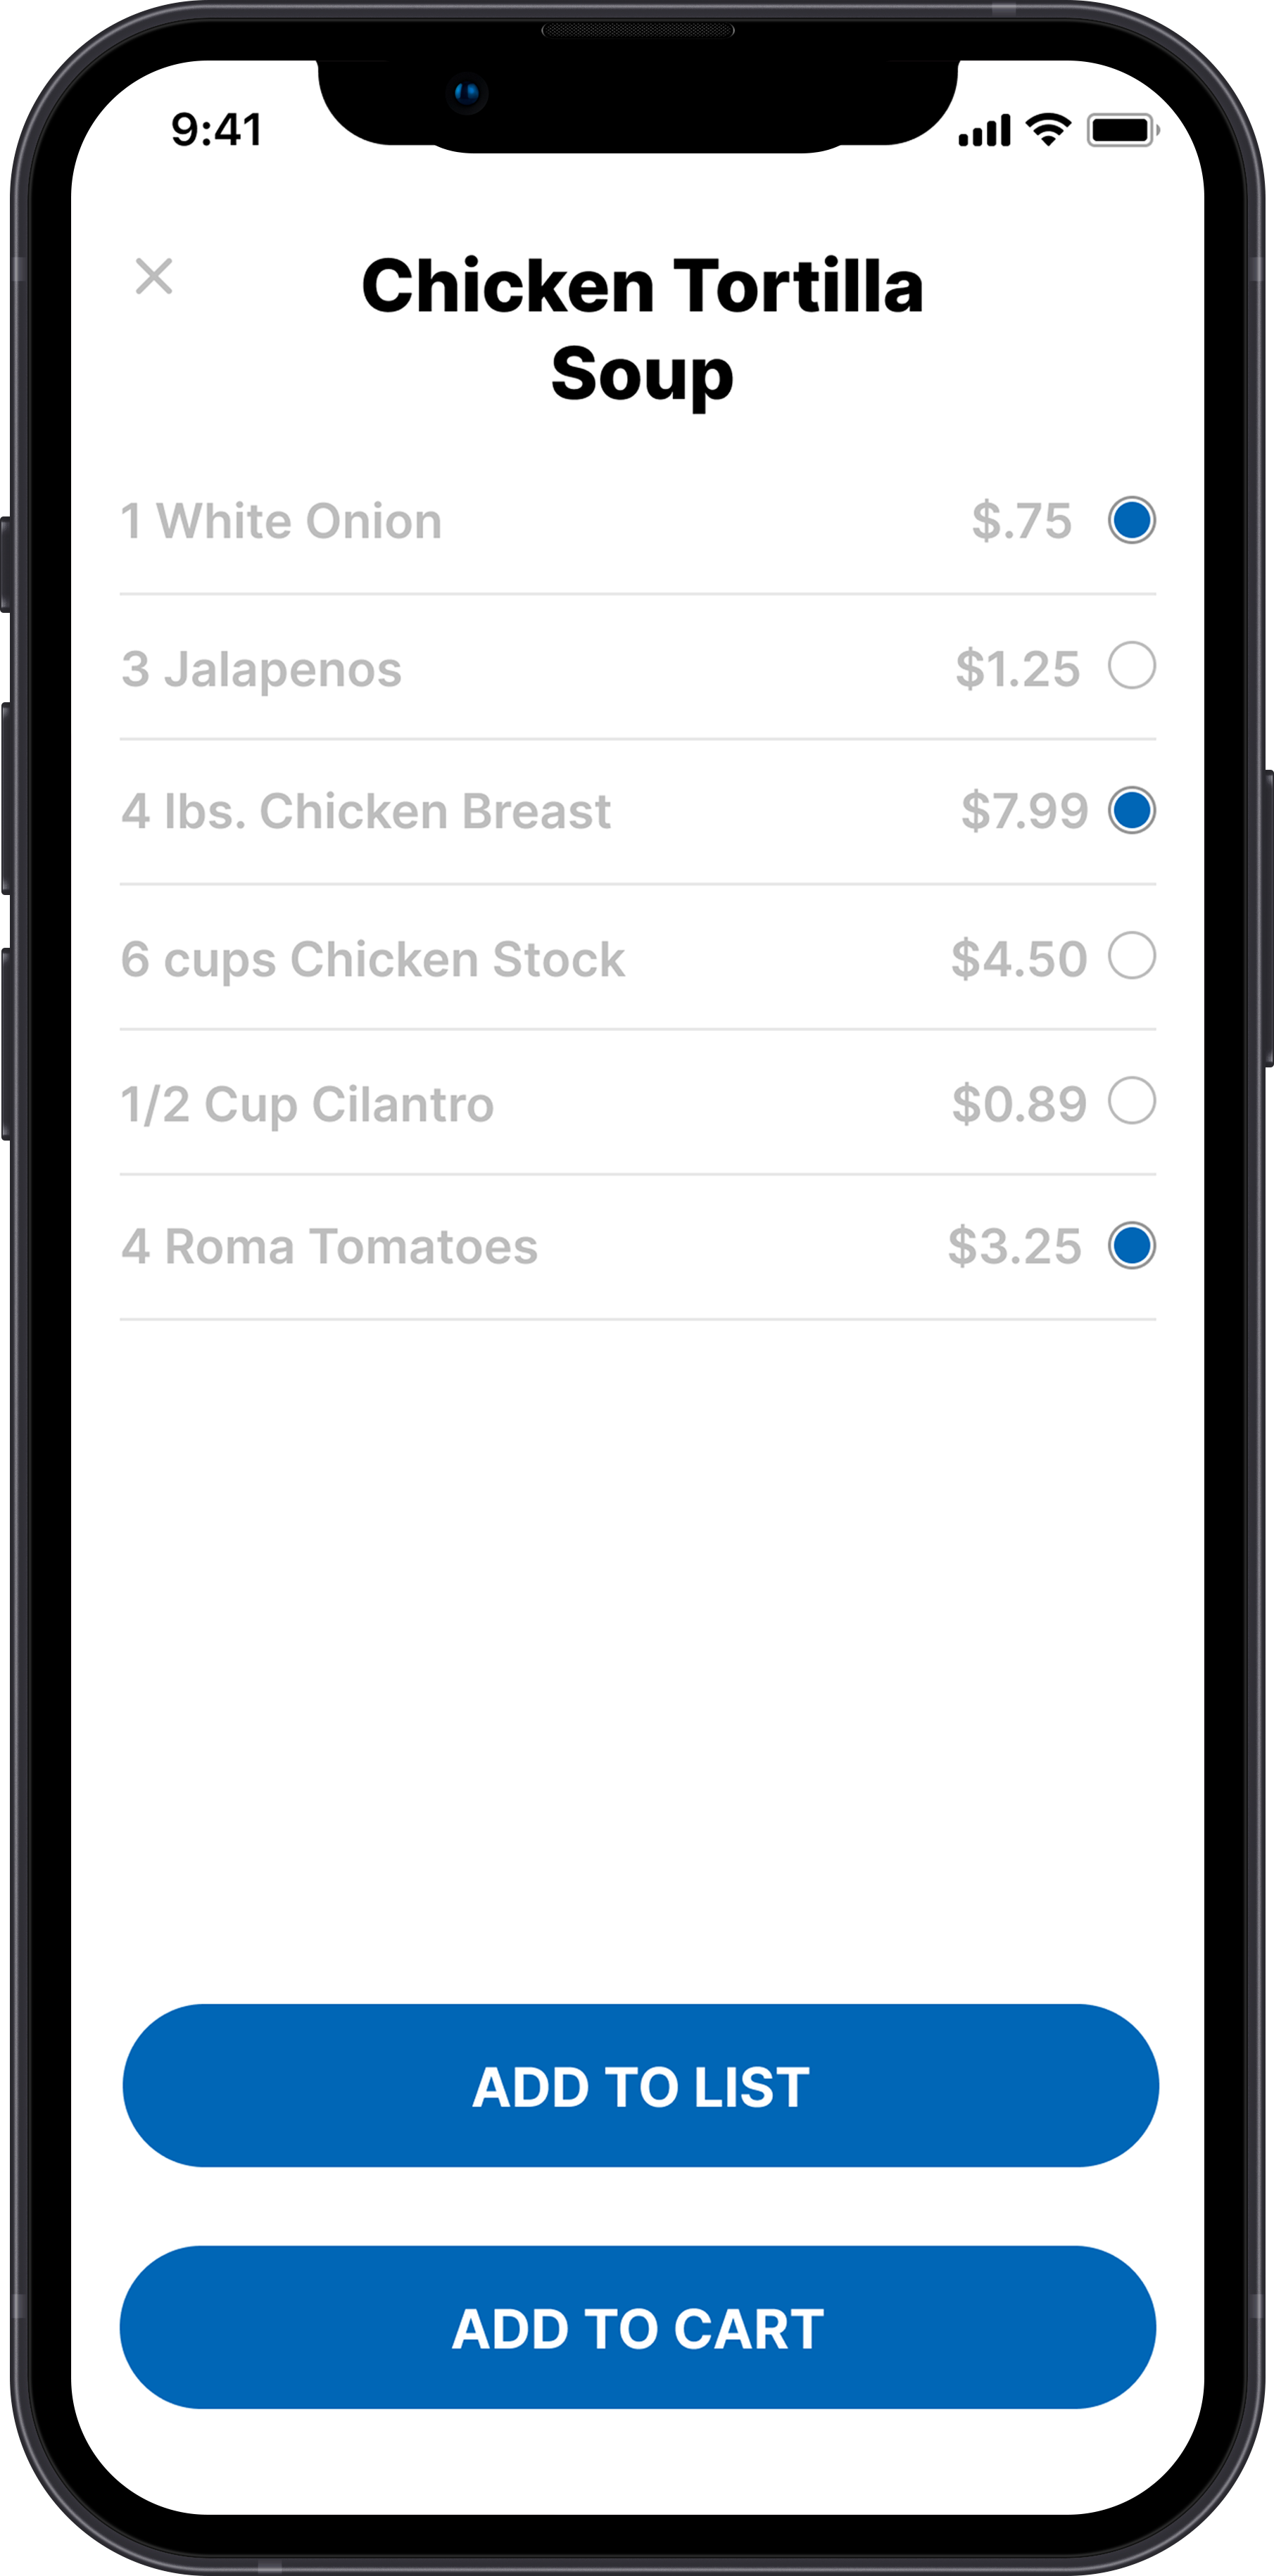 9:41
Chicken Tortilla
Soup
1 White Onion $.75
3 Jalapenos $1.25
4 lbs. Chicken Breast $7.99
6 cups Chicken Stock $4.50
1/2 Cup Cilantro $0.89
4 Roma Tomatoes $3.25
ADD TO LIST
ADD TO CART